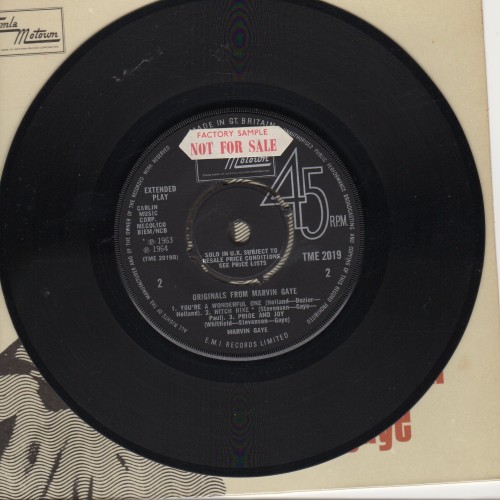 Tamla
Motown
MADE IN GT. BRITAIN
FACTORY SAMPLE
NOT FOR SALE
Motown
EXTENDED
PLAY
CARLIN
MUSIC
CORP.
MECOLICO
BIEM/NCB
℗ 1963
℗ 1964
(TME 2019B)
2
45
R.P.M.
SOLD IN U.K. SUBJECT TO
RESALE PRICE CONDITIONS
SEE PRICE LISTS
TME 2019
2
ORIGINALS FROM MARVIN GAYE
1. YOU'RE A WONDERFUL ONE (Holland—Dozier—
Holland). 2. HITCH HIKE (Stevenson—Gaye—
Paul). 3. PRIDE AND JOY
(Whitfield—Stevenson—Gaye)
MARVIN GAYE
E.M.I. RECORDS LIMITED